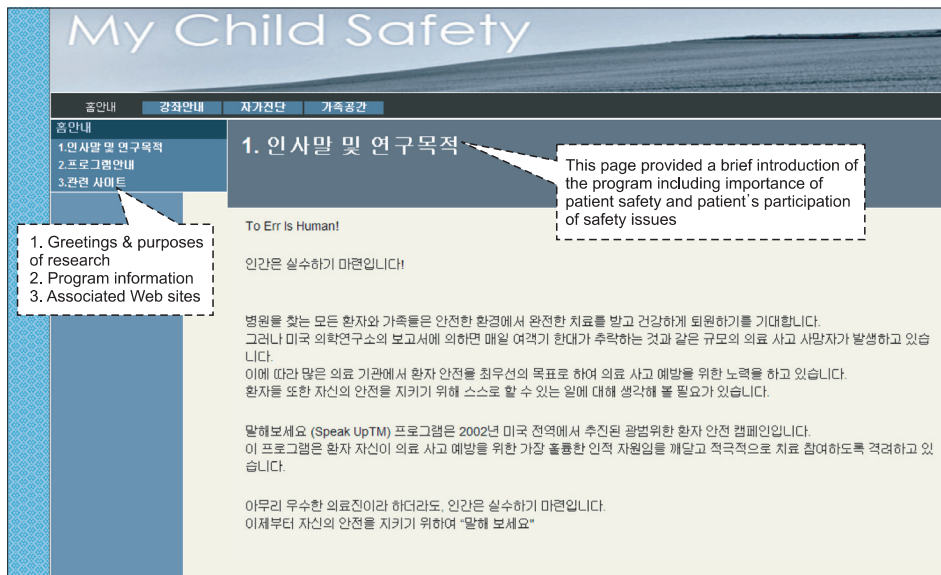 My Child Safety
홈안내 강좌안내 자가진단 가족공간
홈안내
1.인사말 및 연구목적
2.프로그램안내
3.관련 사이트
1. 인사말 및 연구목적
This page provided a brief introduction of
the program including importance of
patient safety and patient's participation
of safety issues
1. Greetings & purposes
of research
2. Program information
3. Associated Web sites
To Err Is Human!
인간은 실수하기 마련입니다!
병원을 찾는 모든 환자와 가족들은 안전한 환경에서 완전한 치료를 받고 건강하게 퇴원하기를 기대합니다.
그러나 미국 의학연구소의 보고서에 의하면 매일 여객기 한대가 추락하는 것과 같은 규모의 의료 사고 사망자가 발생하고 있습
니다.
이에 따라 많은 의료 기관에서 환자 안전을 최우선의 목표로 하여 의료 사고 예방을 위한 노력을 하고 있습니다.
환자들 또한 자신의 안전을 지키기 위해 스스로 할 수 있는 일에 대해 생각해 볼 필요가 있습니다.
말해보세요 (Speak UpTM) 프로그램은 2002년 미국 전역에서 추진된 광범위한 환자 안전 캠페인입니다.
이 프로그램은 환자 자신이 의료 사고 예방을 위한 가장 훌륭한 인적 자원임을 깨닫고 적극적으로 치료 참여하도록 격려하고 있
습니다.
아무리 우수한 의료진이라 하더라도, 인간은 실수하기 마련입니다.
이제부터 자신의 안전을 지키기 위하여 "말해 보세요"